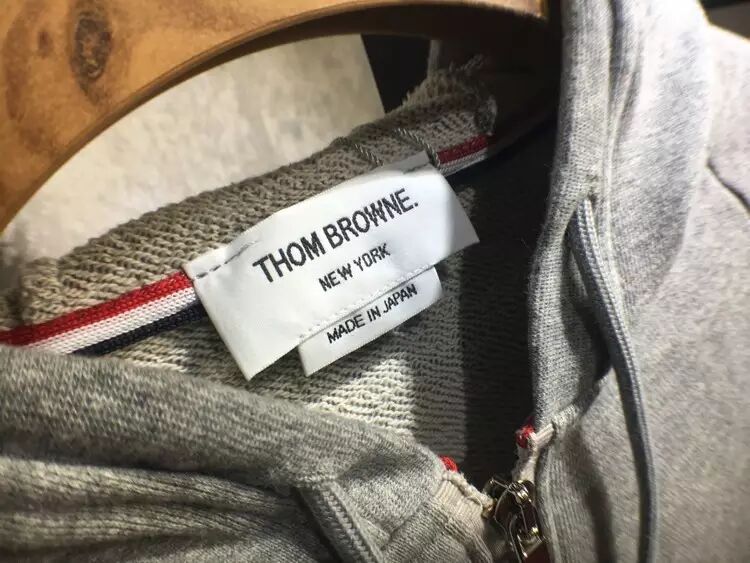 THOM BROWNE.
NEW YORK
MADE IN JAPAN